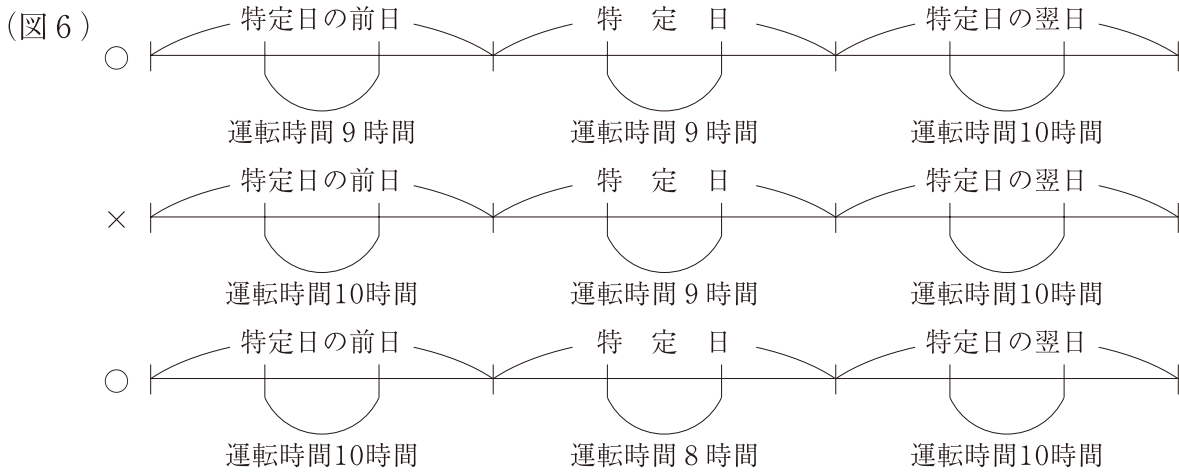 (図6)
特定日の前日 特 定 日 特定日の翌日
○
運転時間9時間 運転時間9時間 運転時間10時間
特定日の前日 特 定 日 特定日の翌日
×
運転時間10時間 運転時間9時間 運転時間10時間
特定日の前日 特 定 日 特定日の翌日
○
運転時間10時間 運転時間8時間 運転時間10時間